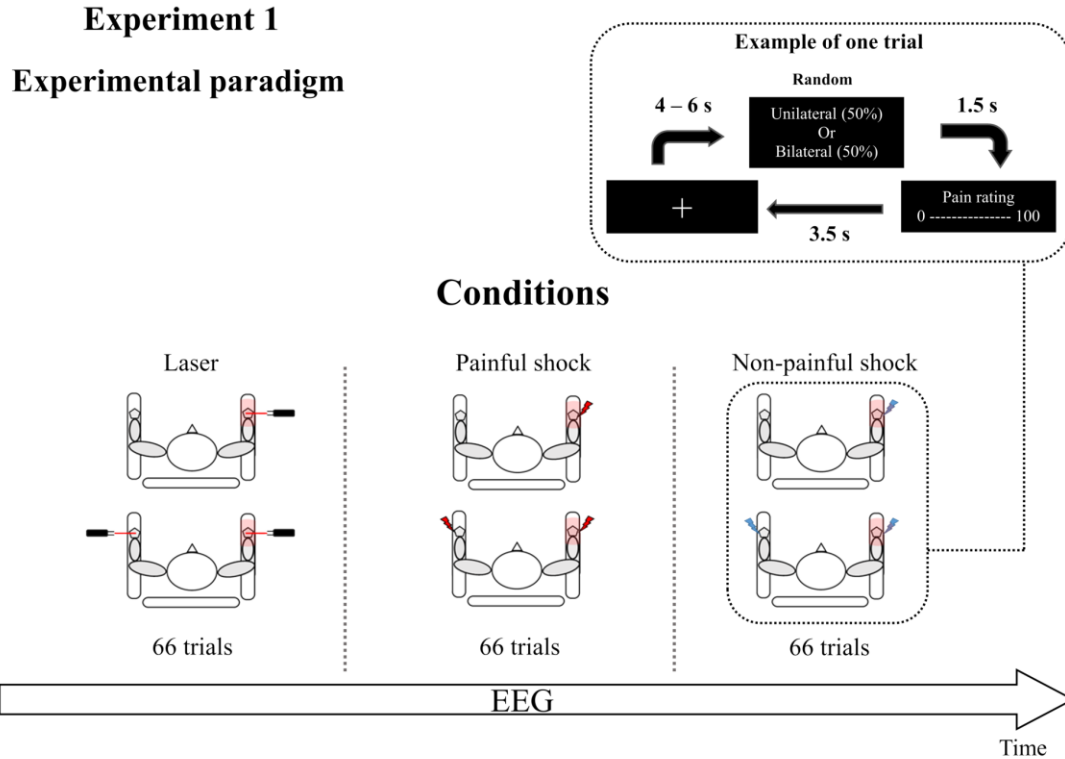 Experiment 1
Experimental paradigm
Example of one trial
Random
4 – 6 s
Unilateral (50%)
Or
Bilateral (50%)
1.5 s
+
Pain rating
0 --------------- 100
3.5 s
Conditions
Laser
Painful shock
Non-painful shock
66 trials
66 trials
66 trials
EEG
Time